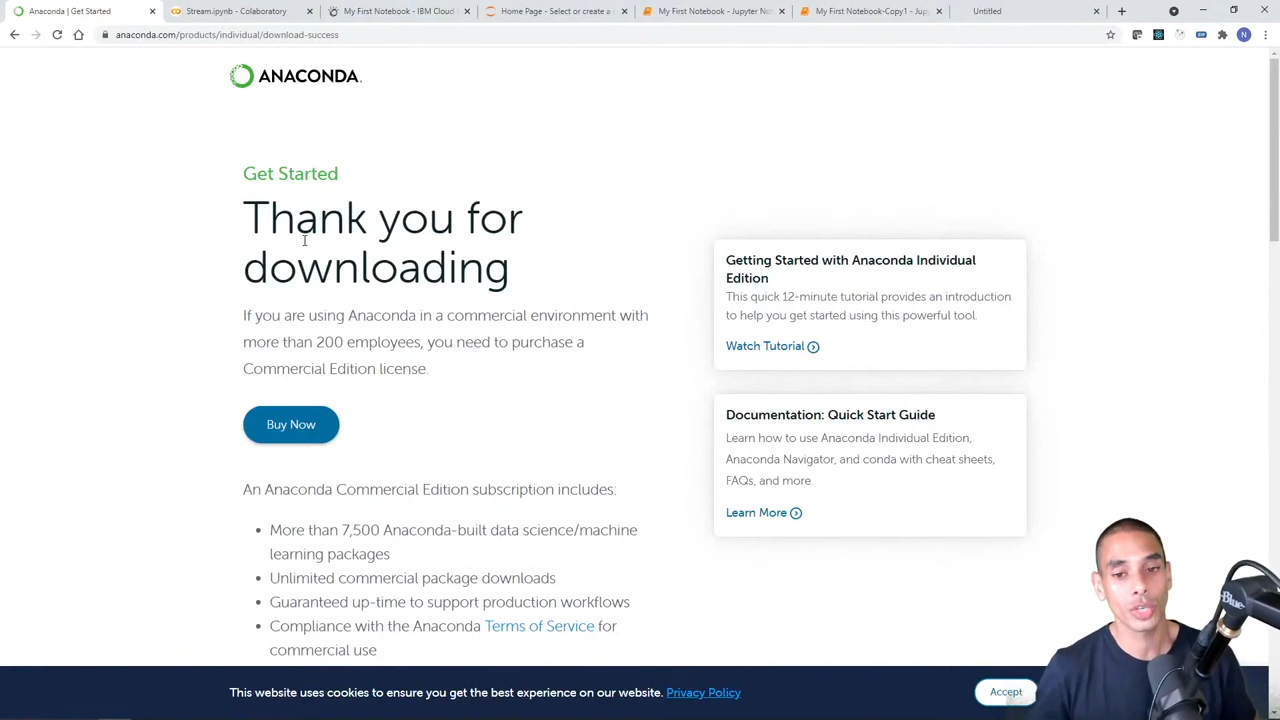 Anaconda | Get Started
Stream.ipynb - Colaboratory
My First Notebook - IBM Cloud
Home Page - Select or create a
My First Notebook - Jupyter No
My First Notebook-Copy1 - Jup
Untitled
anaconda.com/products/individual/download-success
N
ANACONDA.
Get Started
Thank you for
downloading
If you are using Anaconda in a commercial environment with
more than 200 employees, you need to purchase a
Commercial Edition license.
Buy Now
An Anaconda Commercial Edition subscription includes:
• More than 7,500 Anaconda-built data science/machine
learning packages
• Unlimited commercial package downloads
• Guaranteed up-time to support production workflows
• Compliance with the Anaconda Terms of Service for
commercial use
Getting Started with Anaconda Individual
Edition
This quick 12-minute tutorial provides an introduction
to help you get started using this powerful tool.
Watch Tutorial
Documentation: Quick Start Guide
Learn how to use Anaconda Individual Edition,
Anaconda Navigator, and conda with cheat sheets,
FAQs, and more.
Learn More
This website uses cookies to ensure you get the best experience on our website. Privacy Policy
Accept
Blue